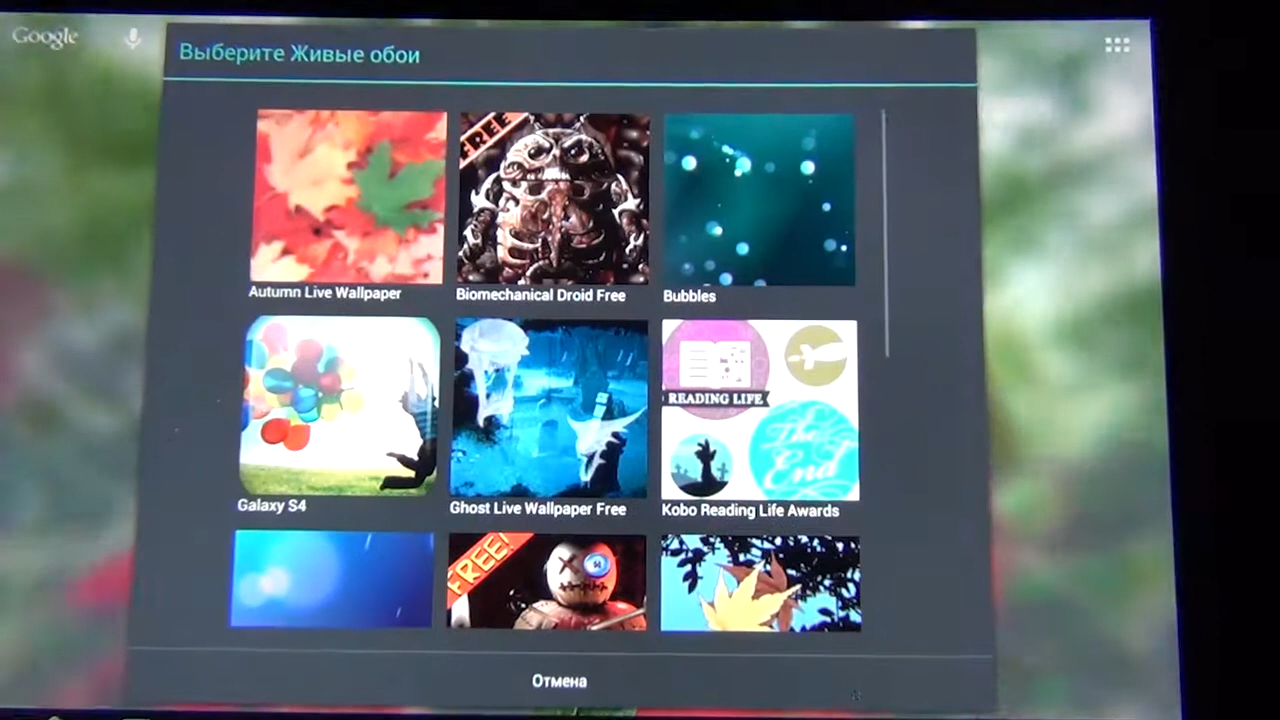 Google
Выберите Живые обои
FREE
Autumn Live Wallpaper
Biomechanical Droid Free
Bubbles
READING LIFE
The
End
Galaxy S4
Ghost Live Wallpaper Free
Kobo Reading Life Awards
FREE!
Отмена